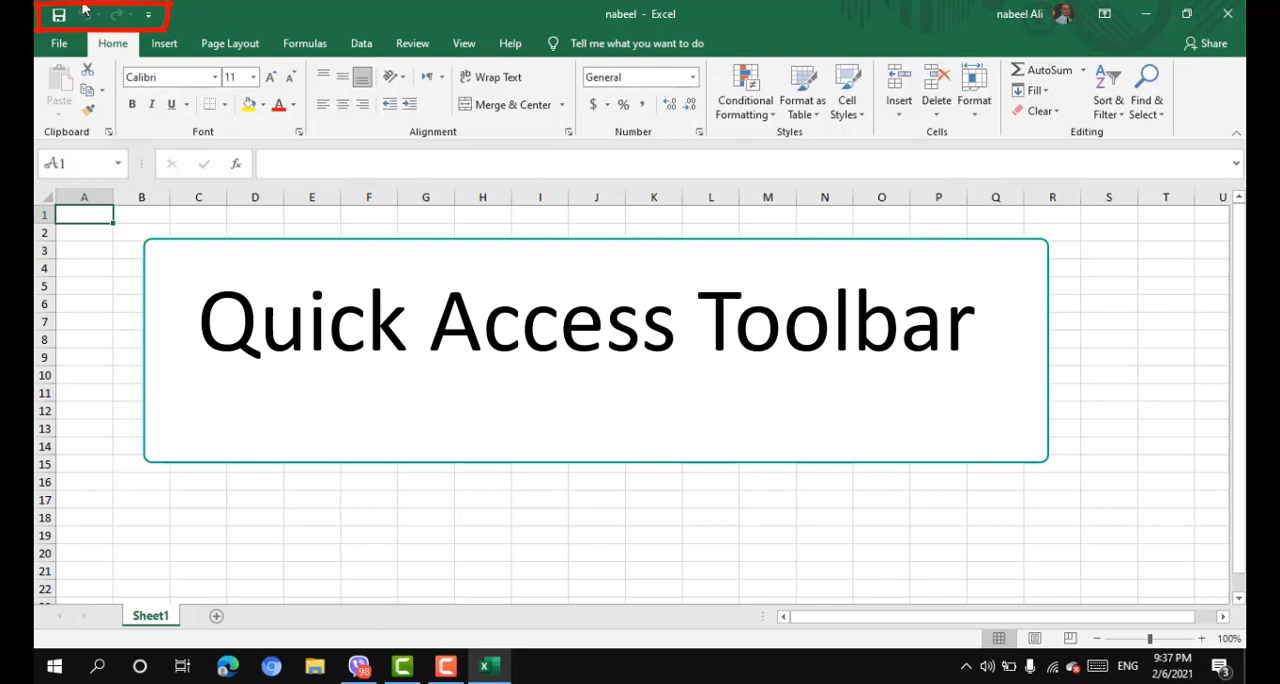 nabeel - Excel
nabeel Ali
File Home Insert Page Layout Formulas Data Review View Help Tell me what you want to do Share
Calibri 11 Wrap Text General AutoSum
Paste B I U Merge & Center $ % Conditional Formatting Format as Table Cell Styles Insert Delete Format Fill Clear Sort & Filter Find & Select
Clipboard Font Alignment Number Styles Cells Editing
A1 fx
A B C D E F G H I J K L M N O P Q R S T U
1
2
3
4
5
6
7
8
9
10
11
12
13
14
15
16
17
18
19
20
21
22
Quick Access Toolbar
Sheet1
100%
98
ENG
9:37 PM
2/6/2021
3